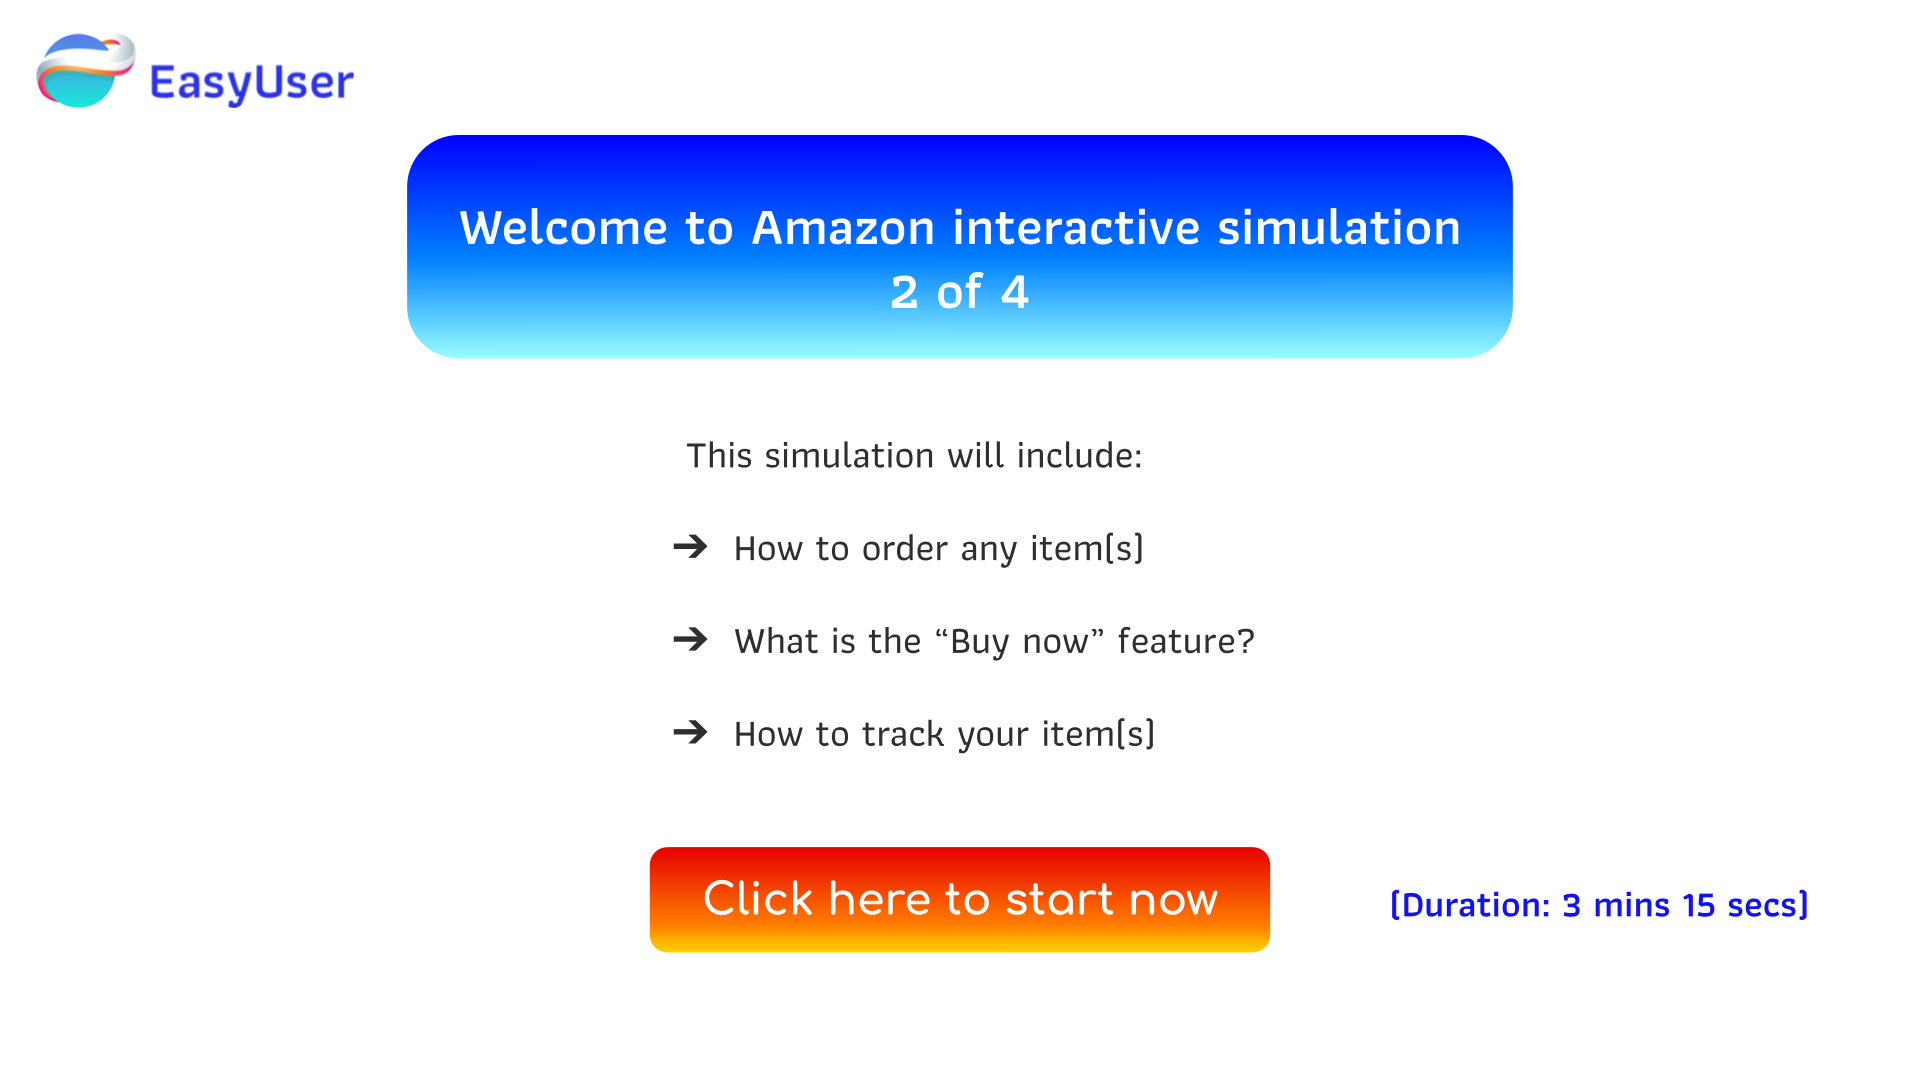 EasyUser
Welcome to Amazon interactive simulation
2 of 4
This simulation will include:
➔ How to order any item(s)
➔ What is the “Buy now” feature?
➔ How to track your item(s)
Click here to start now
(Duration: 3 mins 15 secs)